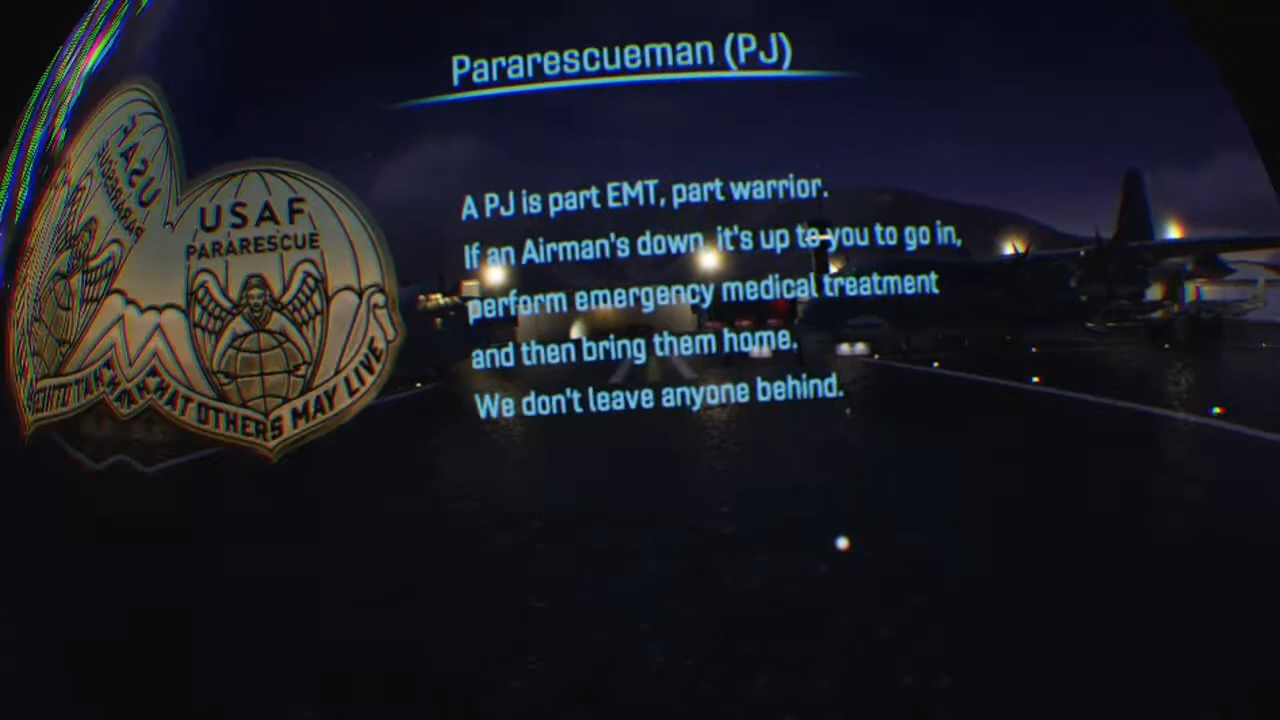 Pararescueman (PJ)
A PJ is part EMT, part warrior.
If an Airman's down, it's up to you to go in,
perform emergency medical treatment
and then bring them home.
We don't leave anyone behind.
USAF
PARARESCUE
THAT OTHERS MAY LIVE
USAF
PARARESCUE